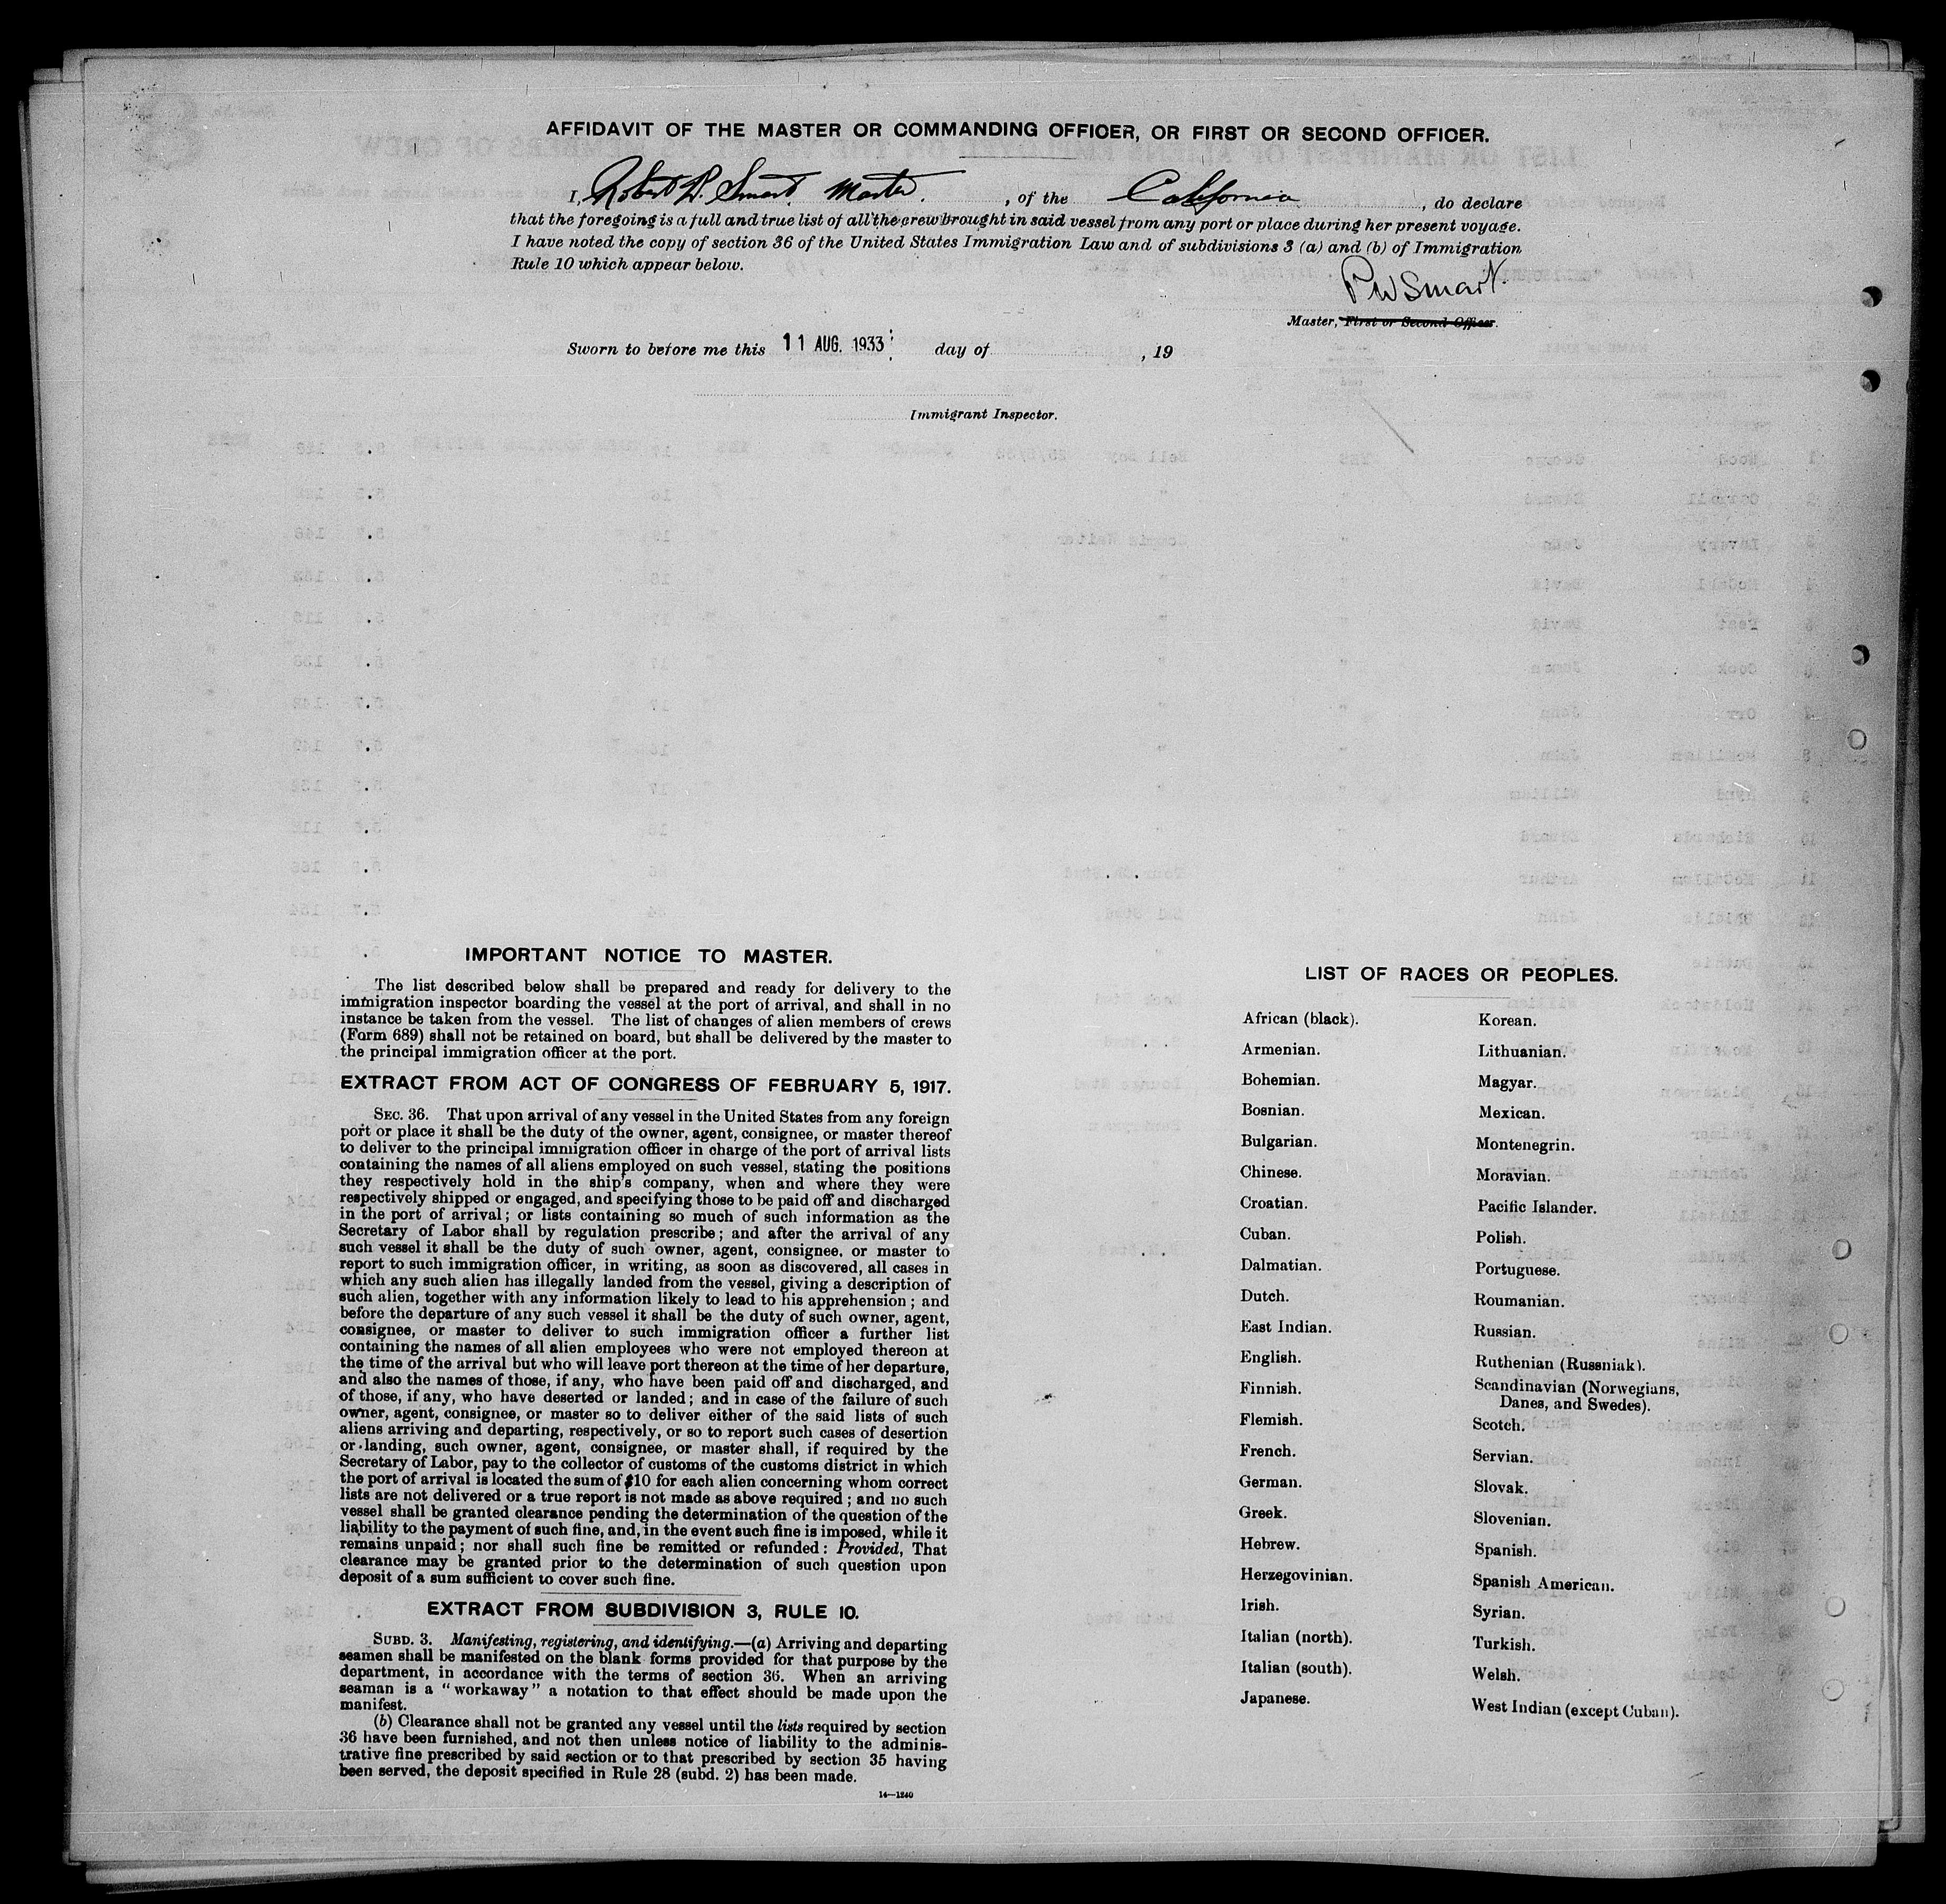 AFFIDAVIT OF THE MASTER OR COMMANDING OFFICER, OR FIRST OR SECOND OFFICER.
I, Robert W. Smart, Master, of the California, do declare
that the foregoing is a full and true list of all the crew brought in said vessel from any port or place during her present voyage.
I have noted the copy of section 36 of the United States Immigration Law and of subdivisions 3 (a) and (b) of Immigration
Rule 10 which appear below.
RWSmart.
Master, First or Second Officer.
Sworn to before me this 11 AUG. 1933 day of , 19
Immigrant Inspector.
IMPORTANT NOTICE TO MASTER.
The list described below shall be prepared and ready for delivery to the
immigration inspector boarding the vessel at the port of arrival, and shall in no
instance be taken from the vessel. The list of changes of alien members of crews
(Form 689) shall not be retained on board, but shall be delivered by the master to
the principal immigration officer at the port.
EXTRACT FROM ACT OF CONGRESS OF FEBRUARY 5, 1917.
SEC. 36. That upon arrival of any vessel in the United States from any foreign
port or place it shall be the duty of the owner, agent, consignee, or master thereof
to deliver to the principal immigration officer in charge of the port of arrival lists
containing the names of all aliens employed on such vessel, stating the positions
they respectively hold in the ship's company, when and where they were
respectively shipped or engaged, and specifying those to be paid off and discharged
in the port of arrival; or lists containing so much of such information as the
Secretary of Labor shall by regulation prescribe; and after the arrival of any
such vessel it shall be the duty of such owner, agent, consignee, or master to
report to such immigration officer, in writing, as soon as discovered, all cases in
which any such alien has illegally landed from the vessel, giving a description of
such alien, together with any information likely to lead to his apprehension; and
before the departure of any such vessel it shall be the duty of such owner, agent,
consignee, or master to deliver to such immigration officer a further list
containing the names of all alien employees who were not employed thereon at
the time of the arrival but who will leave port thereon at the time of her departure,
and also the names of those, if any, who have been paid off and discharged, and
of those, if any, who have deserted or landed; and in case of the failure of such
owner, agent, consignee, or master so to deliver either of the said lists of such
aliens arriving and departing, respectively, or so to report such cases of desertion
or landing, such owner, agent, consignee, or master shall, if required by the
Secretary of Labor, pay to the collector of customs of the customs district in which
the port of arrival is located the sum of $10 for each alien concerning whom correct
lists are not delivered or a true report is not made as above required; and no such
vessel shall be granted clearance pending the determination of the question of the
liability to the payment of such fine, and, in the event such fine is imposed, while it
remains unpaid; nor shall such fine be remitted or refunded: Provided, That
clearance may be granted prior to the determination of such question upon
deposit of a sum sufficient to cover such fine.
EXTRACT FROM SUBDIVISION 3, RULE 10.
SUBD. 3. Manifesting, registering, and identifying.—(a) Arriving and departing
seamen shall be manifested on the blank forms provided for that purpose by the
department, in accordance with the terms of section 36. When an arriving
seaman is a "workaway" a notation to that effect should be made upon the
manifest.
(b) Clearance shall not be granted any vessel until the lists required by section
36 have been furnished, and not then unless notice of liability to the adminis-
trative fine prescribed by said section or to that prescribed by section 35 having
been served, the deposit specified in Rule 28 (subd. 2) has been made.
14—1240
LIST OF RACES OR PEOPLES.
African (black).
Armenian.
Bohemian.
Bosnian.
Bulgarian.
Chinese.
Croatian.
Cuban.
Dalmatian.
Dutch.
East Indian.
English.
Finnish.
Flemish.
French.
German.
Greek.
Hebrew.
Herzegovinian.
Irish.
Italian (north).
Italian (south).
Japanese.
Korean.
Lithuanian.
Magyar.
Mexican.
Montenegrin.
Moravian.
Pacific Islander.
Polish.
Portuguese.
Roumanian.
Russian.
Ruthenian (Russniak).
Scandinavian (Norwegians,
Danes, and Swedes).
Scotch.
Servian.
Slovak.
Slovenian.
Spanish.
Spanish American.
Syrian.
Turkish.
Welsh.
West Indian (except Cuban).